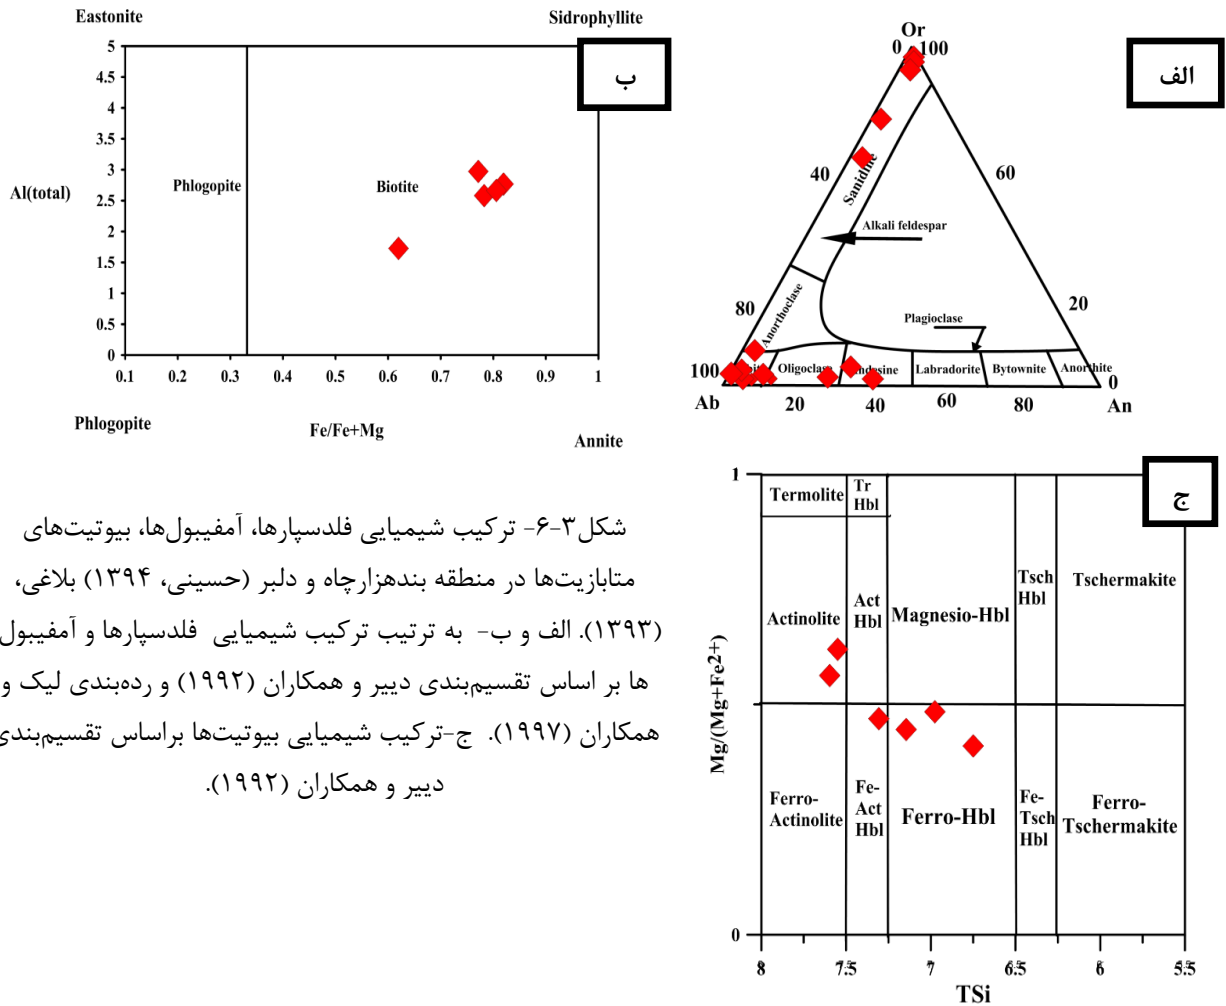 Eastonite
Sidrophyllite
ب
5
4.5
4
3.5
3
2.5
2
1.5
1
0.5
0
Al(total)
Phlogopite
Biotite
0.1
0.2
0.3
0.4
0.5
0.6
0.7
0.8
0.9
1
Phlogopite
Fe/Fe+Mg
Annite
الف
Or
0
100
40
60
Sanidine
Alkali feldespar
80
20
Anorthoclase
Plagioclase
100
Oligoclase
Labradorite
Bytownite
Anorthite
0
Ab
20
40
60
80
An
ج
1
Termolite
Tr
Hbl
Actinolite
Act
Hbl
Magnesio-Hbl
Tsch
Hbl
Tschermakite
Mg/(Mg+Fe2+)
Ferro-
Actinolite
Fe-
Act
Hbl
Ferro-Hbl
Fe-
Tsch
Hbl
Ferro-
Tschermakite
0
8
7.5
7
6.5
6
5.5
TSi
شکل۳-۶- ترکیب شیمیایی فلدسپارها، آمفیبول‌ها، بیوتیت‌های
متابازیت‌ها در منطقه بندهزارچاه و دلبر (حسینی، ۱۳۹۴) بلاغی،
(۱۳۹۳). الف و ب- به ترتیب ترکیب شیمیایی فلدسپارها و آمفیبول
ها بر اساس تقسیم‌بندی دییر و همکاران (۱۹۹۲) و رده‌بندی لیک و
همکاران (۱۹۹۷). ج-ترکیب شیمیایی بیوتیت‌ها براساس تقسیم‌بندی
دییر و همکاران (۱۹۹۲).